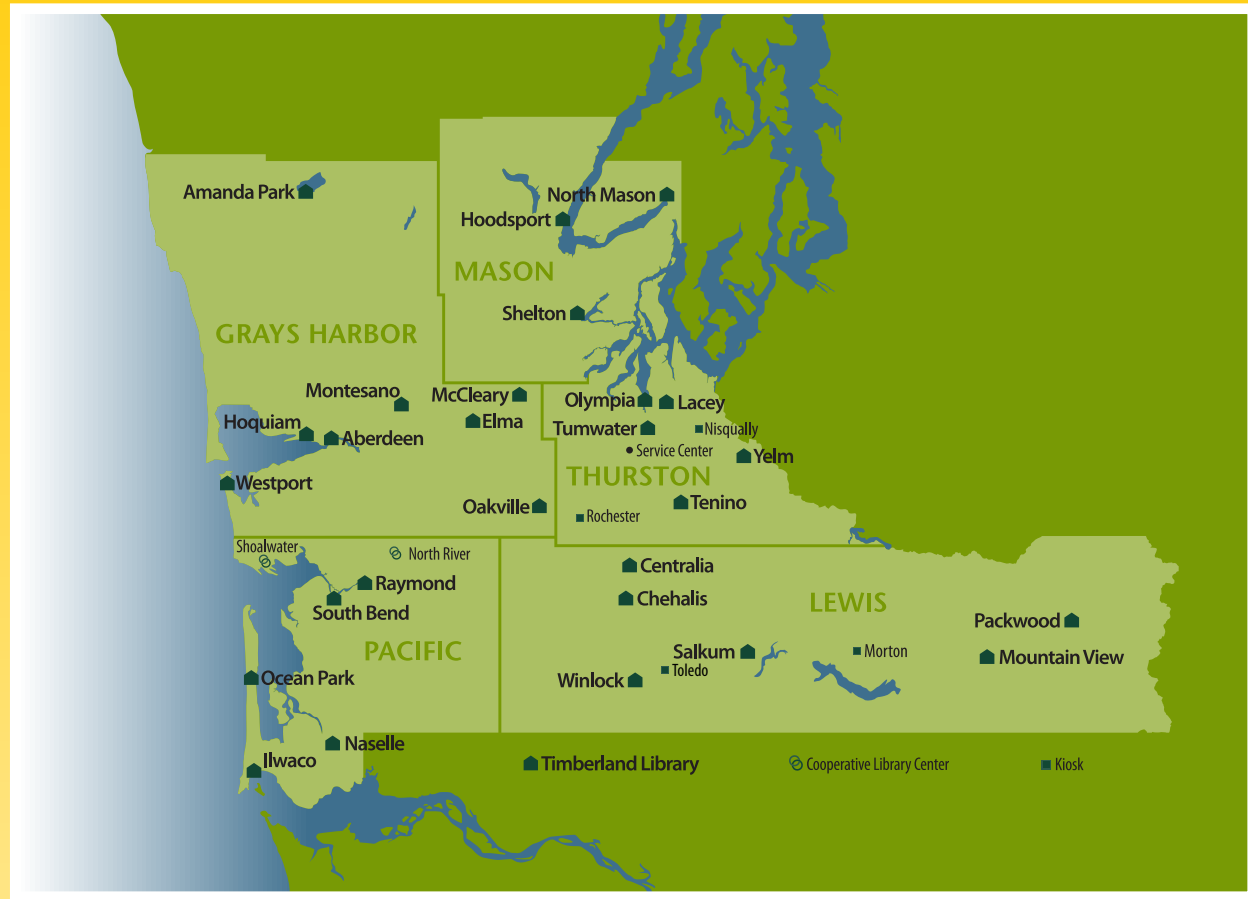 Amanda Park
North Mason
Hoodsport
MASON
Shelton
GRAYS HARBOR
Montesano
McCleary
Elma
Hoquiam
Aberdeen
Westport
Oakville
Olympia
Lacey
Tumwater
Nisqually
Service Center
Yelm
THURSTON
Tenino
Rochester
Shoalwater
North River
Raymond
South Bend
PACIFIC
Ocean Park
Naselle
Ilwaco
Centralia
Chehalis
LEWIS
Packwood
Salkum
Morton
Mountain View
Toledo
Winlock
Timberland Library
Cooperative Library Center
Kiosk